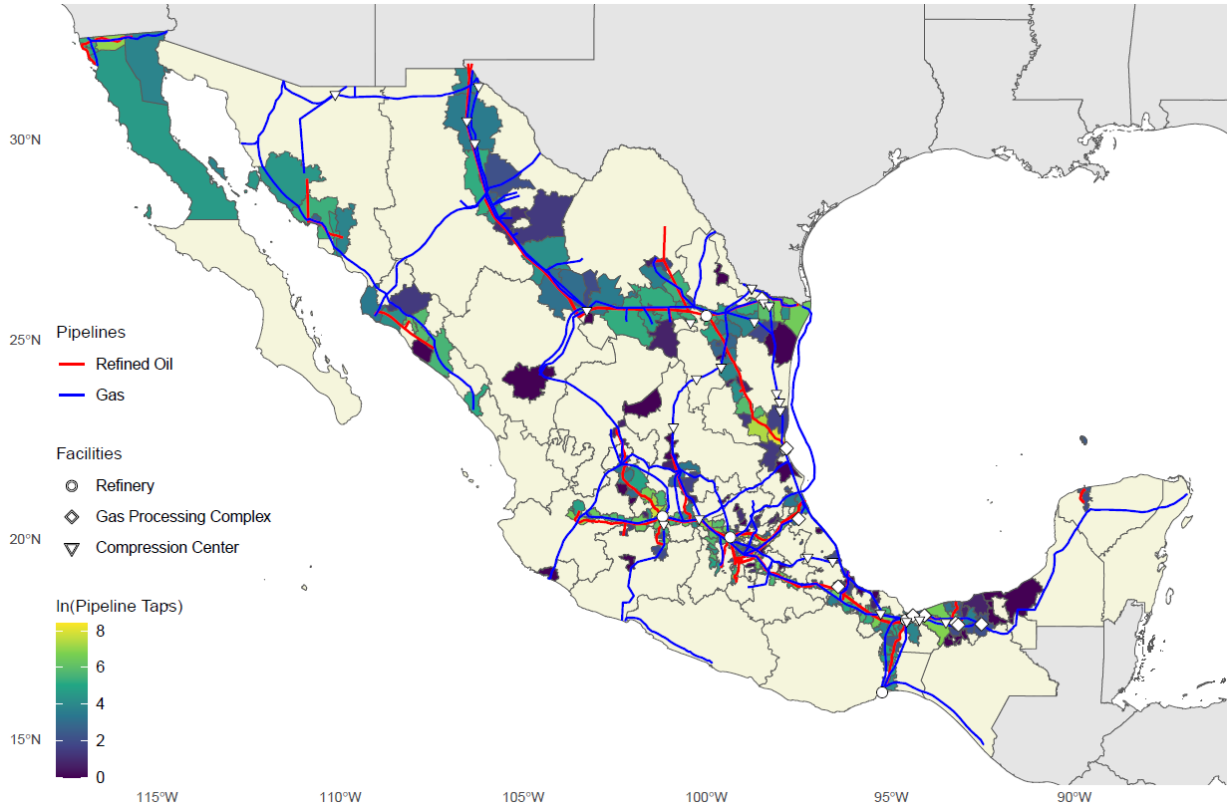 30°N
25°N
20°N
15°N
Pipelines
Refined Oil
Gas
Facilities
Refinery
Gas Processing Complex
Compression Center
ln(Pipeline Taps)
8
6
4
2
0
115°W
110°W
105°W
100°W
95°W
90°W